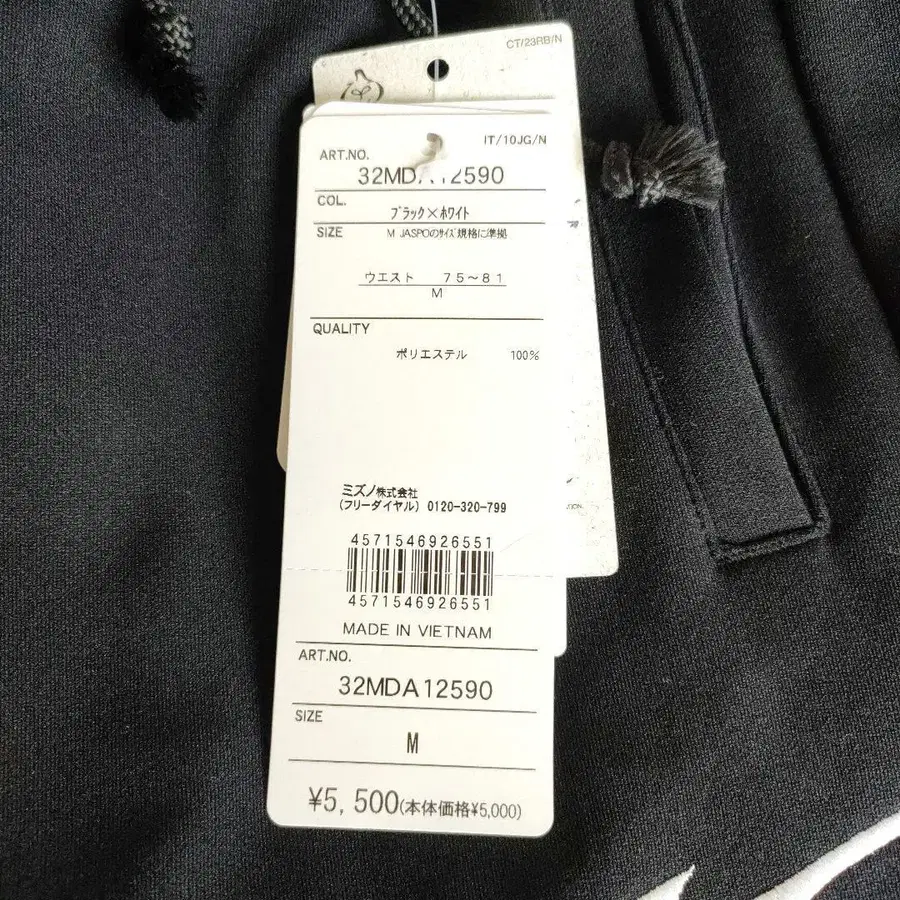 CT/23RB/N
IT/10JG/N
ART.NO.
32MDA12590
COL.
ブラック×ホワイト
SIZE
M JASPOのサイズ規格に準拠
ウエスト 75～81
M
QUALITY
ポリエステル 100%
ミズノ株式会社
(フリーダイヤル) 0120-320-799
4571546926551
4571546926551
MADE IN VIETNAM
ART.NO.
32MDA12590
SIZE
M
¥5,500(本体価格¥5,000)